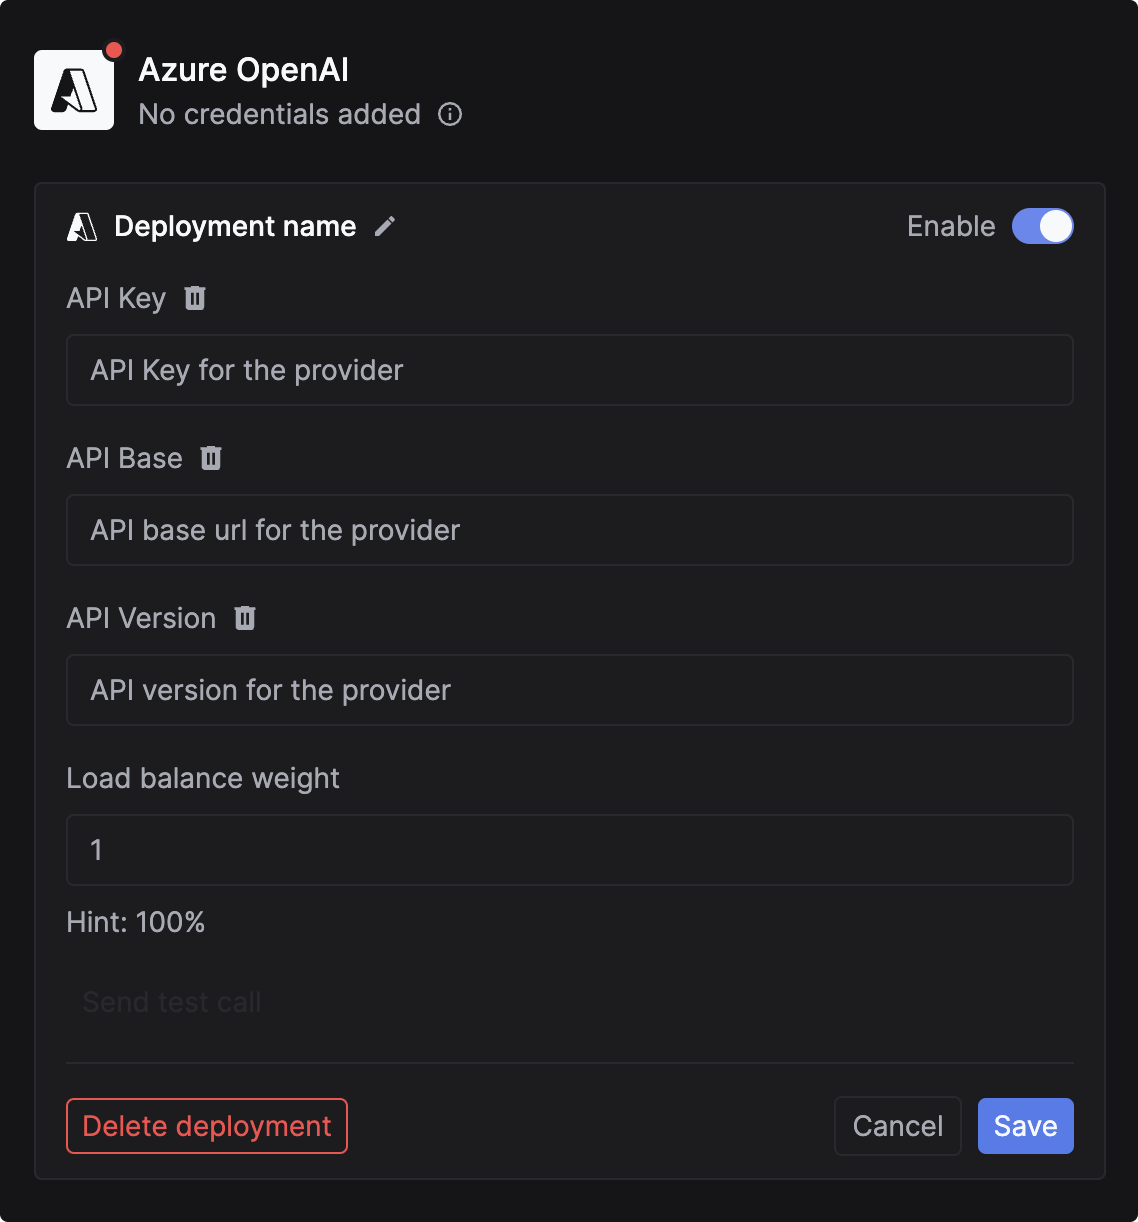 Azure OpenAI
No credentials added
Deployment name
Enable
API Key
API Key for the provider
API Base
API base url for the provider
API Version
API version for the provider
Load balance weight
1
Hint: 100%
Send test call
Delete deployment
Cancel
Save